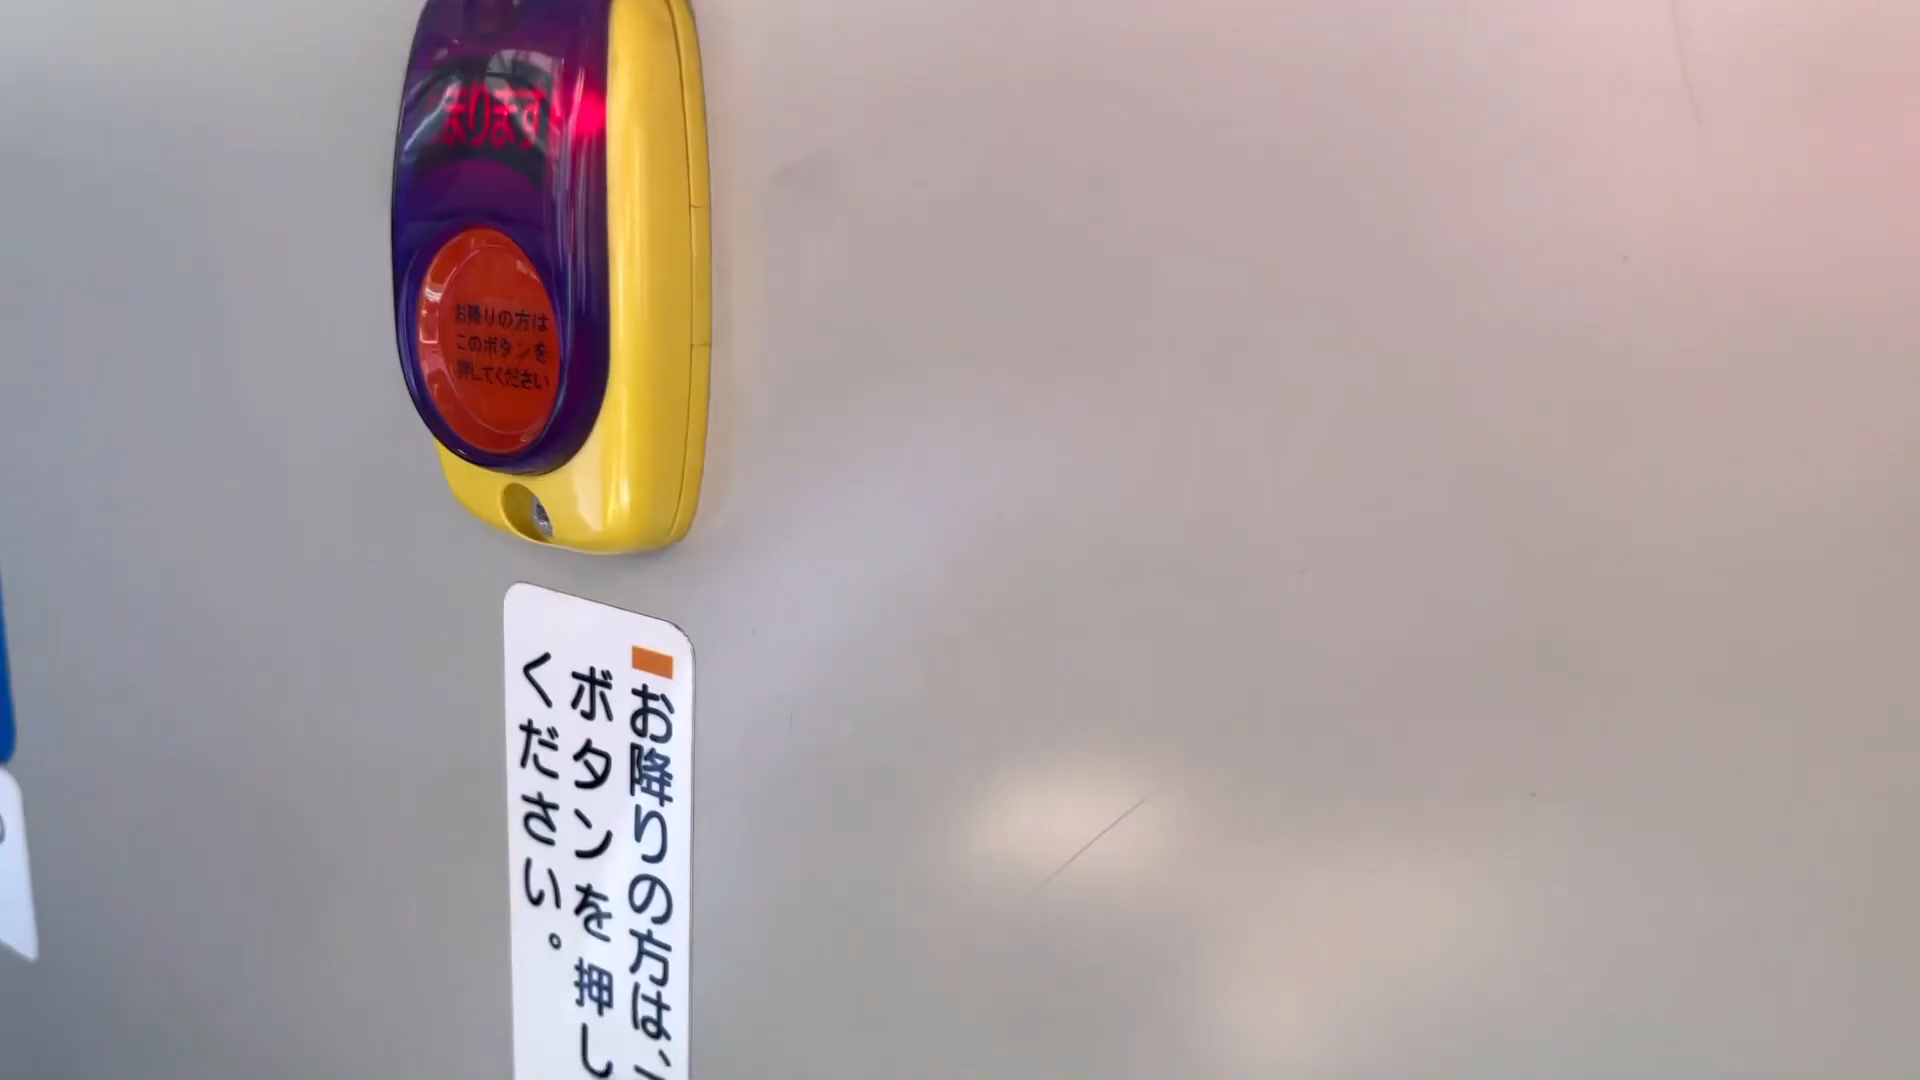 まります
お降りの方は
このボタンを
押してください
お降りの方は、
ボタンを押し
ください。